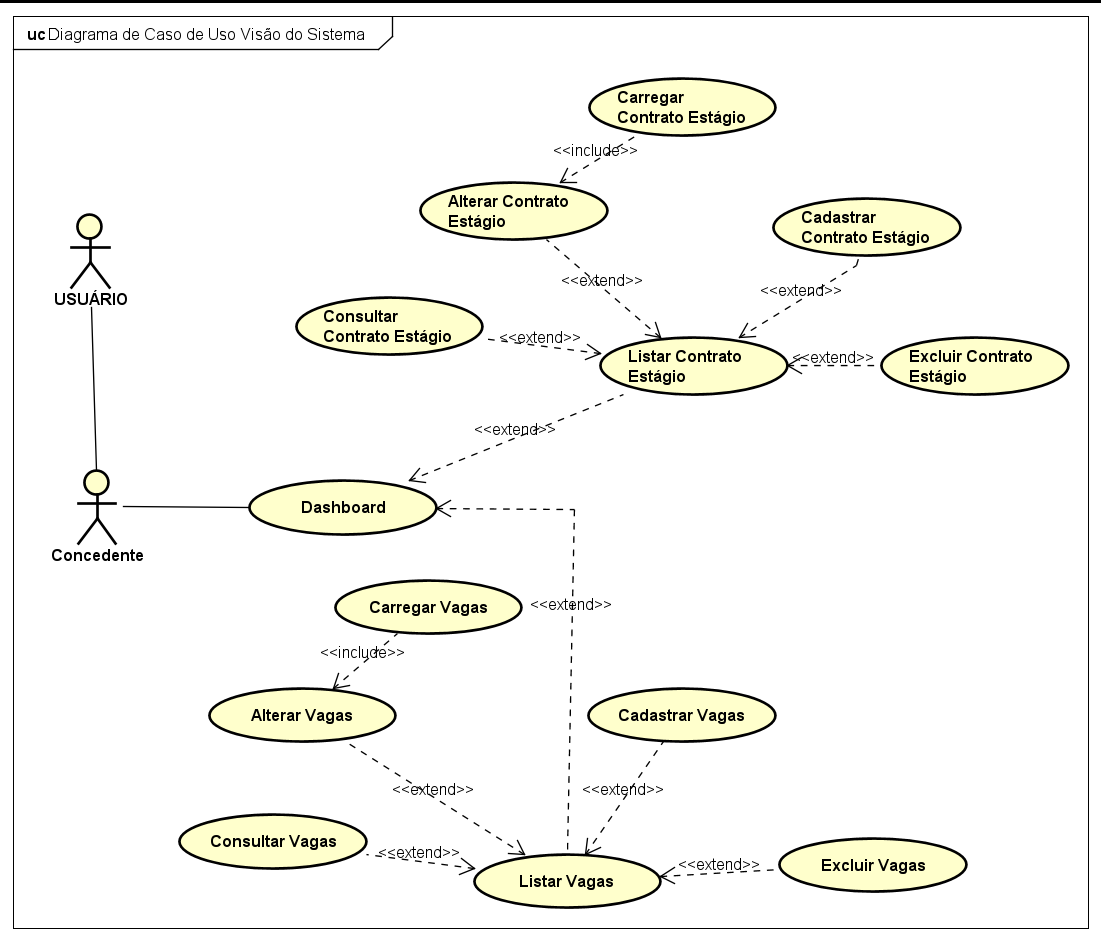 uc Diagrama de Caso de Uso Visão do Sistema
Carregar
Contrato Estágio
<<include>>
Alterar Contrato
Estágio
Cadastrar
Contrato Estágio
USUÁRIO
<<extend>>
<<extend>>
Consultar
Contrato Estágio
<<extend>>
Listar Contrato
Estágio
<<extend>>
Excluir Contrato
Estágio
<<extend>>
Dashboard
Concedente
Carregar Vagas
<<extend>>
<<include>>
Alterar Vagas
Cadastrar Vagas
<<extend>>
<<extend>>
Consultar Vagas
<<extend>>
Listar Vagas
<<extend>>
Excluir Vagas